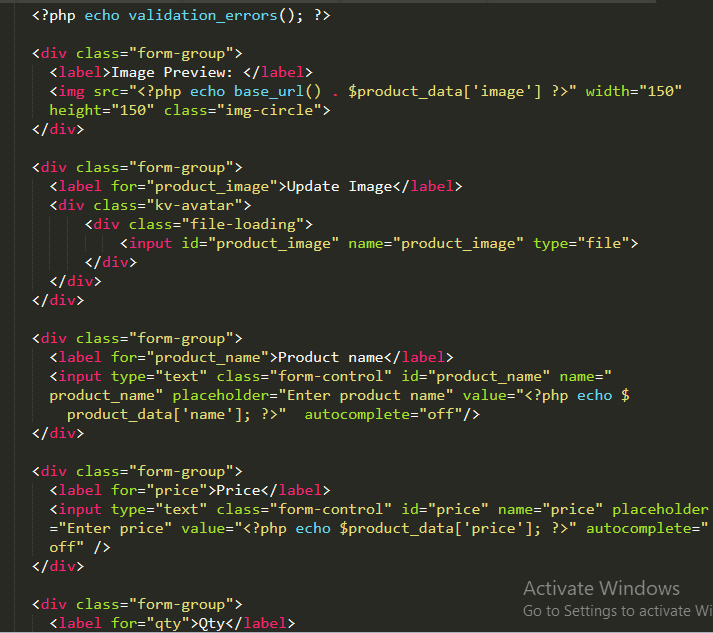 <?php echo validation_errors(); ?>
<div class="form-group">
<label>Image Preview: </label>
<img src="<?php echo base_url() . $product_data['image'] ?>" width="150"
height="150" class="img-circle">
</div>
<div class="form-group">
<label for="product_image">Update Image</label>
<div class="kv-avatar">
<div class="file-loading">
<input id="product_image" name="product_image" type="file">
</div>
</div>
</div>
<div class="form-group">
<label for="product_name">Product name</label>
<input type="text" class="form-control" id="product_name" name="
product_name" placeholder="Enter product name" value="<?php echo $
product_data['name']; ?>"  autocomplete="off"/>
</div>
<div class="form-group">
<label for="price">Price</label>
<input type="text" class="form-control" id="price" name="price" placeholder
="Enter price" value="<?php echo $product_data['price']; ?>" autocomplete="
off" />
</div>
<div class="form-group">
<label for="qty">Qty</label>
Activate Windows
Go to Settings to activate Wi